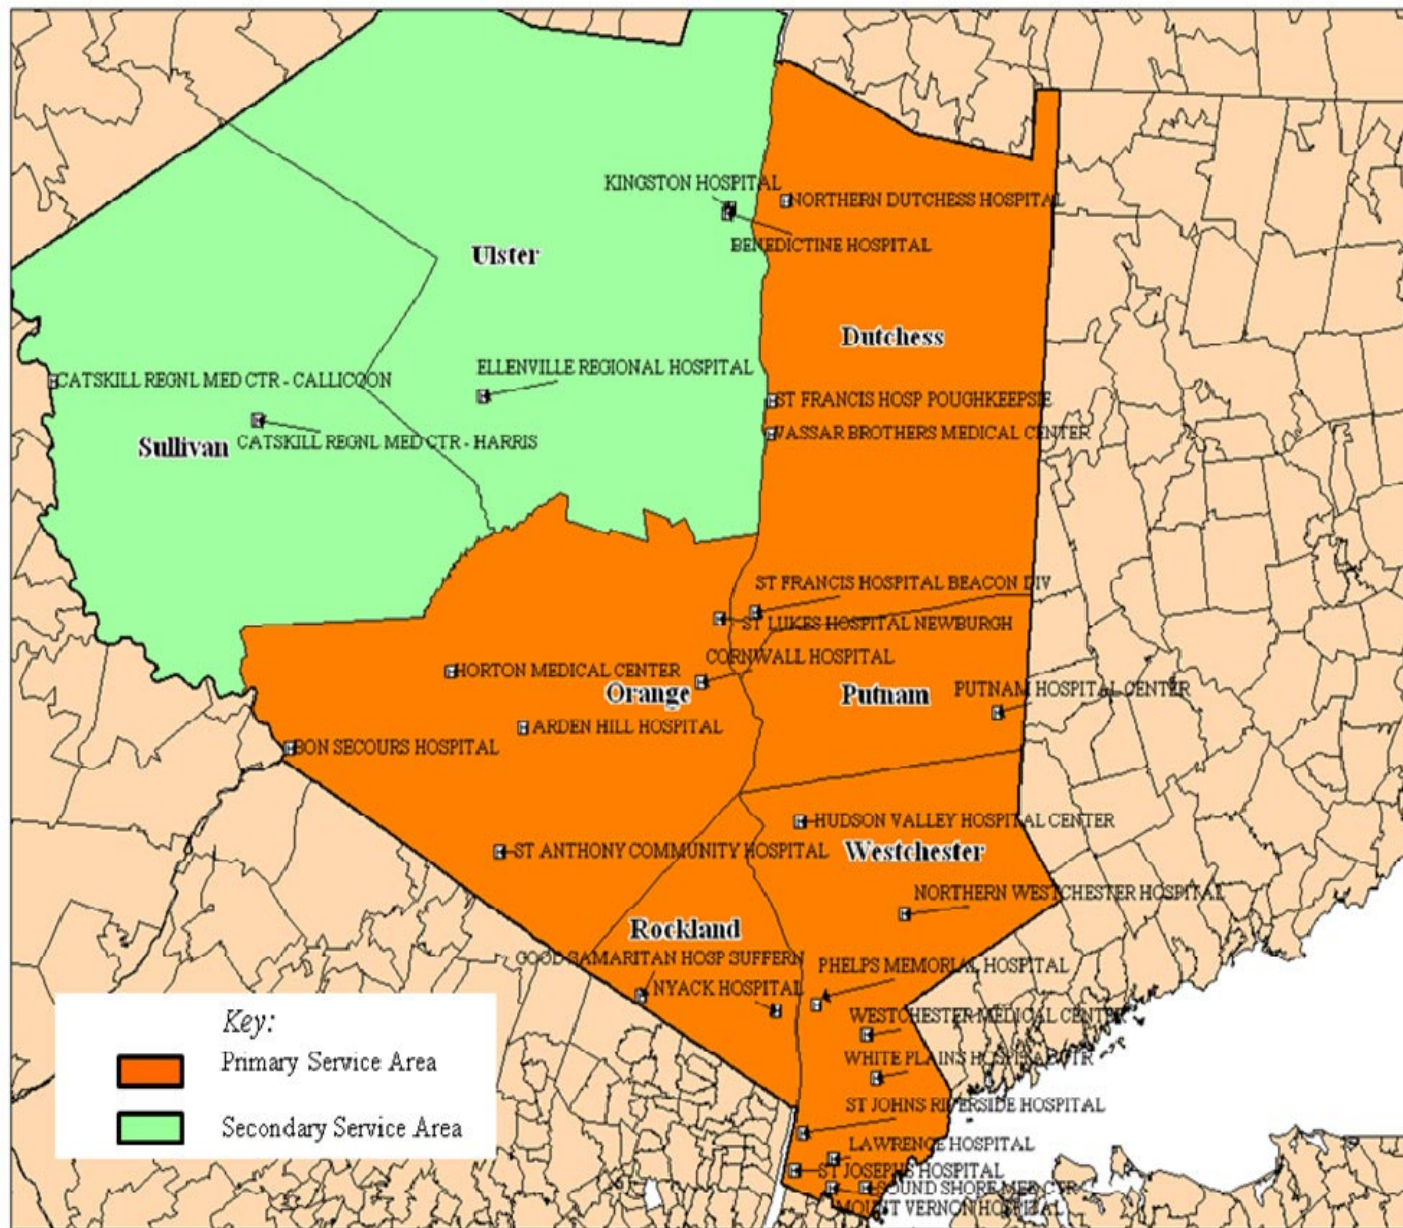 KINGSTON HOSPITAL
NORTHERN DUTCHESS HOSPITAL
BENEDICTINE HOSPITAL
Ulster
Dutchess
ELLENVILLE REGIONAL HOSPITAL
CATSKILL REGNL MED CTR - CALLICOON
ST FRANCIS HOSP POUGHKEEPSIE
VASSAR BROTHERS MEDICAL CENTER
CATSKILL REGNL MED CTR - HARRIS
Sullivan
ST FRANCIS HOSPITAL BEACON DIV
ST LUKES HOSPITAL NEWBURGH
CORNWALL HOSPITAL
HORTON MEDICAL CENTER
Orange
Putnam
PUTNAM HOSPITAL CENTER
ARDEN HILL HOSPITAL
BON SECOURS HOSPITAL
HUDSON VALLEY HOSPITAL CENTER
ST ANTHONY COMMUNITY HOSPITAL
Westchester
NORTHERN WESTCHESTER HOSPITAL
Rockland
GOOD SAMARITAN HOSP SUFFERN
PHELPS MEMORIAL HOSPITAL
NYACK HOSPITAL
WESTCHESTER MEDICAL CENTER
WHITE PLAINS HOSPITAL CTR
ST JOHNS RIVERSIDE HOSPITAL
LAWRENCE HOSPITAL
ST JOSEPHS HOSPITAL
SOUND SHORE MED CTR
MOUNT VERNON HOSPITAL
Key:
Primary Service Area
Secondary Service Area